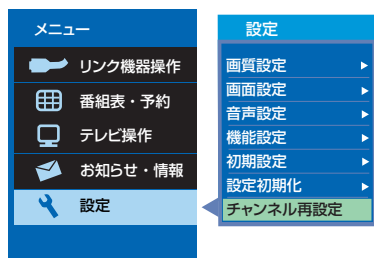 メニュー
リンク機器操作
番組表・予約
テレビ操作
お知らせ・情報
設定
設定
画質設定
画面設定
音声設定
機能設定
初期設定
設定初期化
チャンネル再設定